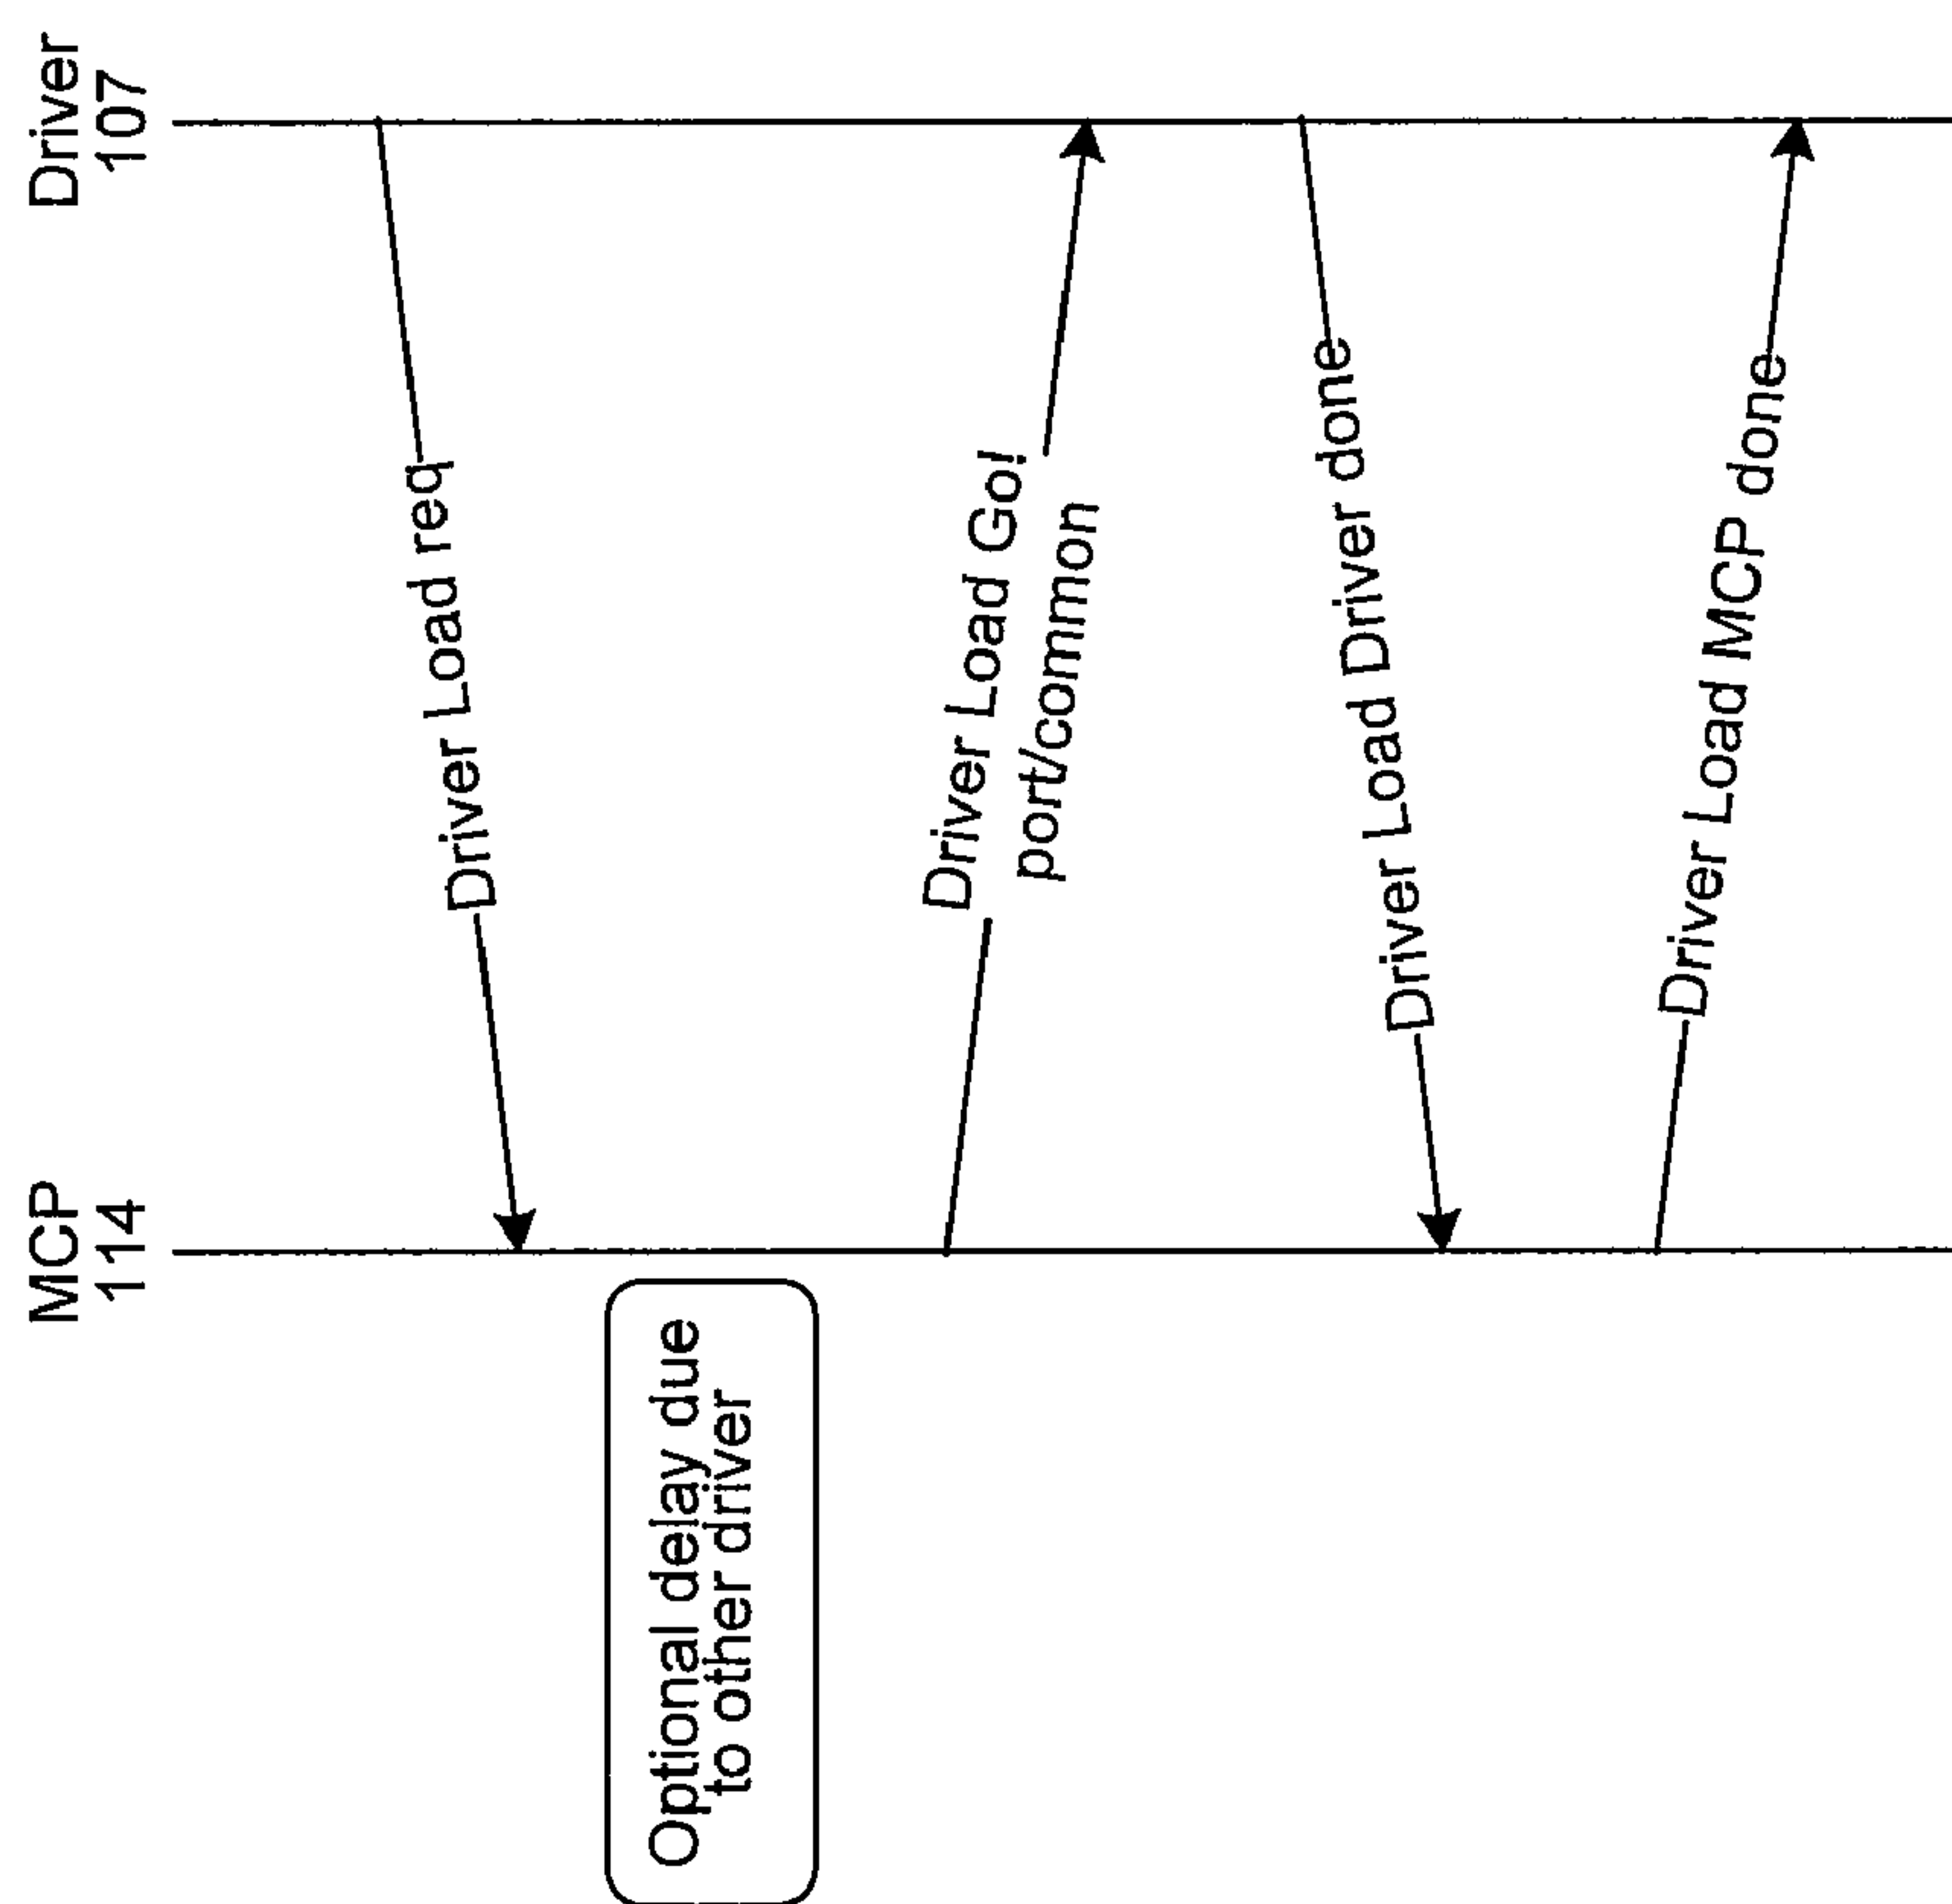 MCP
114
Driver
107
Driver Load req
Optional delay due
to other driver
Driver Load Go!
port/common
Driver Load Driver done
Driver Load MCP done